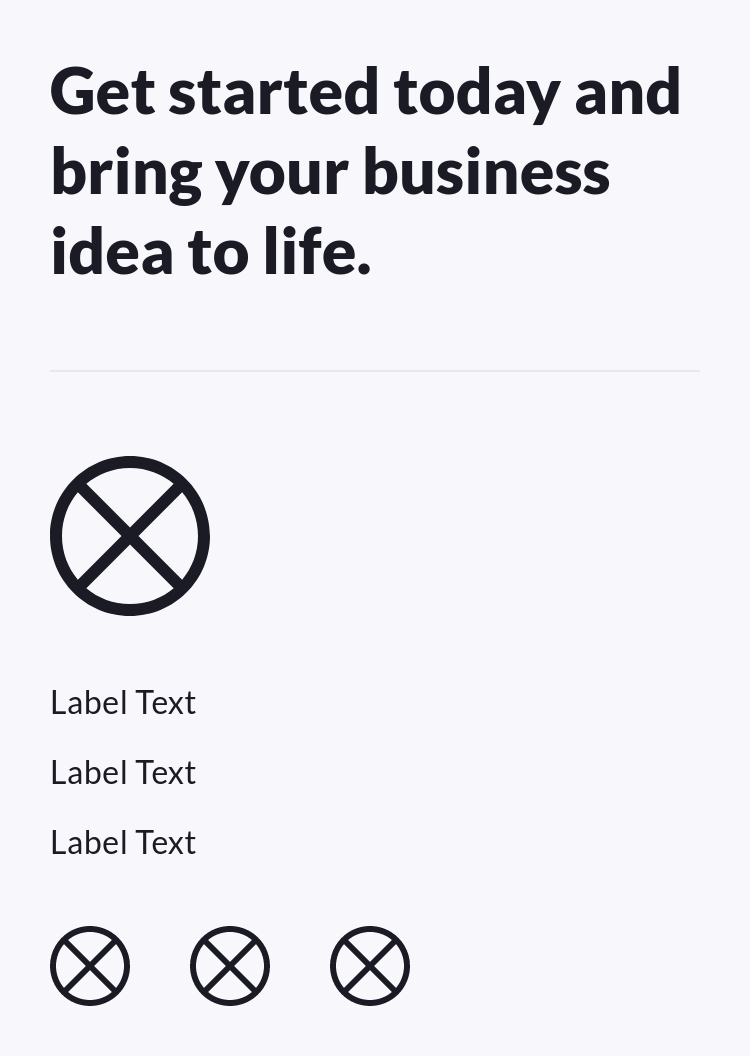 Get started today and
bring your business
idea to life.
Label Text
Label Text
Label Text